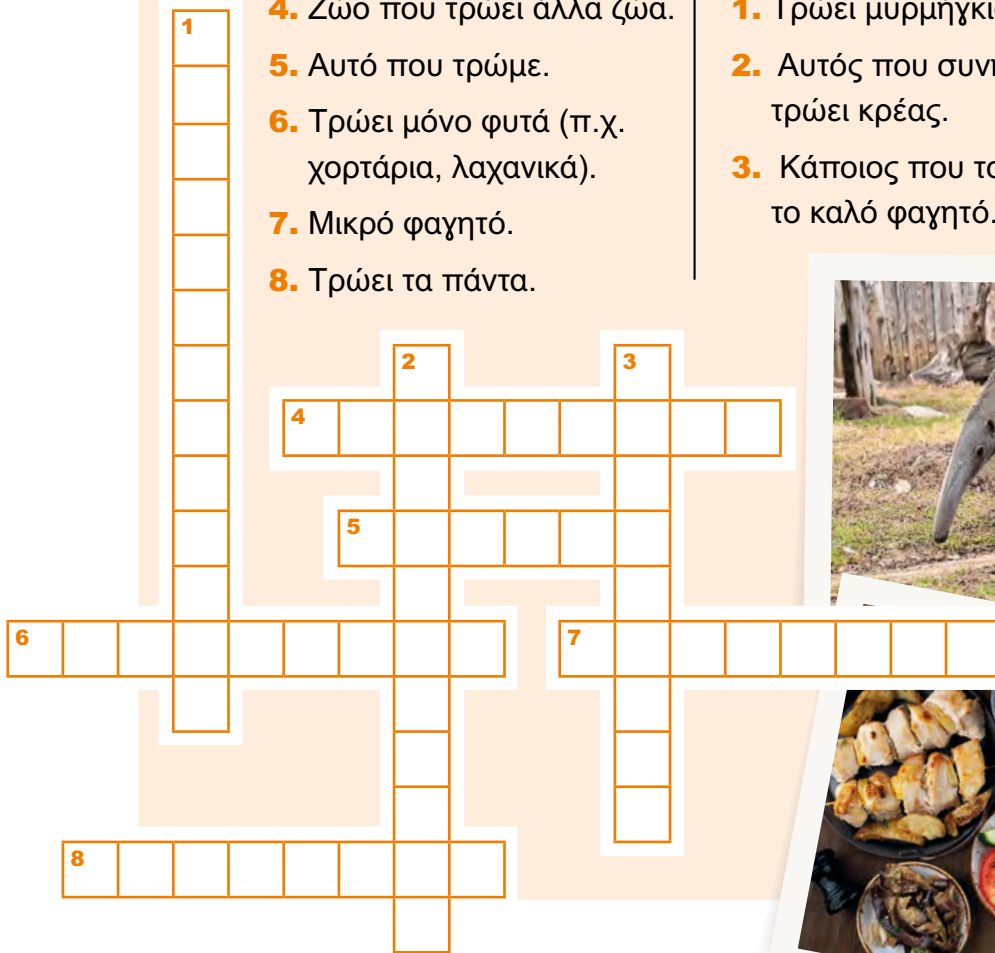 4. Ζώο που τρώει άλλα ζώα.
5. Αυτό που τρώμε.
6. Τρώει μόνο φυτά (π.χ.
χορτάρια, λαχανικά).
7. Μικρό φαγητό.
8. Τρώει τα πάντα.
1. Τρώει
2. Αυτός που
τρώει κρέας.
3. Κάποιος που
το καλό φαγητό.
1
2 3
4
5
6 7
8